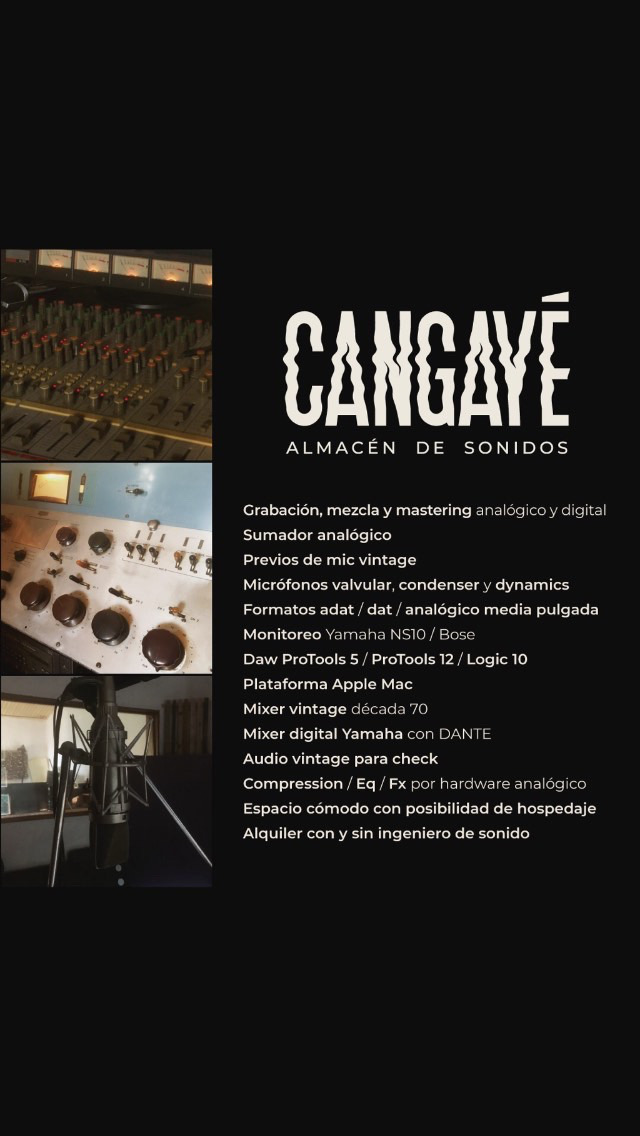 CANGAYÉ
ALMACÉN DE SONIDOS
Grabación, mezcla y mastering analógico y digital
Sumador analógico
Previos de mic vintage
Micrófonos valvular, condenser y dynamics
Formatos adat / dat / analógico media pulgada
Monitoreo Yamaha NS10 / Bose
Daw ProTools 5 / ProTools 12 / Logic 10
Plataforma Apple Mac
Mixer vintage década 70
Mixer digital Yamaha con DANTE
Audio vintage para check
Compression / Eq / Fx por hardware analógico
Espacio cómodo con posibilidad de hospedaje
Alquiler con y sin ingeniero de sonido